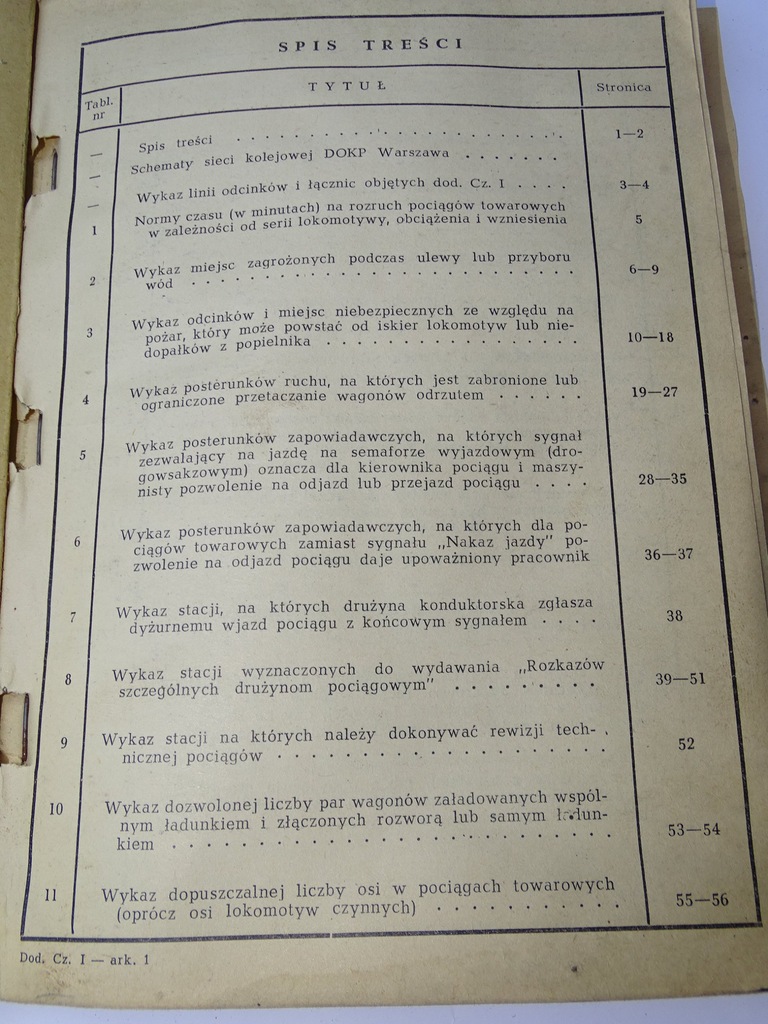 SPIS TREŚCI
Tabl. nr
TYTUŁ
Stronica
— Spis treści . . . . . . . . . . . . . . . . . . 1—2
— Schematy sieci kolejowej DOKP Warszawa . . . . . . .
— Wykaz linii odcinków i łącznic objętych dod. Cz. I . . . . 3—4
1 Normy czasu (w minutach) na rozruch pociągów towarowych
w zależności od serii lokomotywy, obciążenia i wzniesienia 5
2 Wykaz miejsc zagrożonych podczas ulewy lub przyboru
wód . . . . . . . . . . . . . . . . . . . . . . . . . 6—9
3 Wykaz odcinków i miejsc niebezpiecznych ze względu na
pożar, który może powstać od iskier lokomotyw lub nie-
dopałków z popielnika . . . . . . . . . . . . . . . . 10—18
4 Wykaz posterunków ruchu, na których jest zabronione lub
ograniczone przetaczanie wagonów odrzutem . . . . . . 19—27
5 Wykaz posterunków zapowiadawczych, na których sygnał
zezwalający na jazdę na semaforze wyjazdowym (dro-
gowsakzowym) oznacza dla kierownika pociągu i maszy-
nisty pozwolenie na odjazd lub przejazd pociągu . . . . 28—35
6 Wykaz posterunków zapowiadawczych, na których dla po-
ciągów towarowych zamiast sygnału „Nakaz jazdy" po-
zwolenie na odjazd pociągu daje upoważniony pracownik 36—37
7 Wykaz stacji, na których drużyna konduktorska zgłasza
dyżurnemu wjazd pociągu z końcowym sygnałem . . . . 38
8 Wykaz stacji wyznaczonych do wydawania „Rozkazów
szczególnych drużynom pociągowym" . . . . . . . . . 39—51
9 Wykaz stacji na których należy dokonywać rewizji tech-
nicznej pociągów . . . . . . . . . . . . . . . . . . . 52
10 Wykaz dozwolonej liczby par wagonów załadowanych wspól-
nym ładunkiem i złączonych rozworą lub samym ładun-
kiem . . . . . . . . . . . . . . . . . . . . . . . . 53—54
11 Wykaz dopuszczalnej liczby osi w pociągach towarowych
(oprócz osi lokomotyw czynnych) . . . . . . . . . . 55—56
Dod. Cz. I — ark. 1